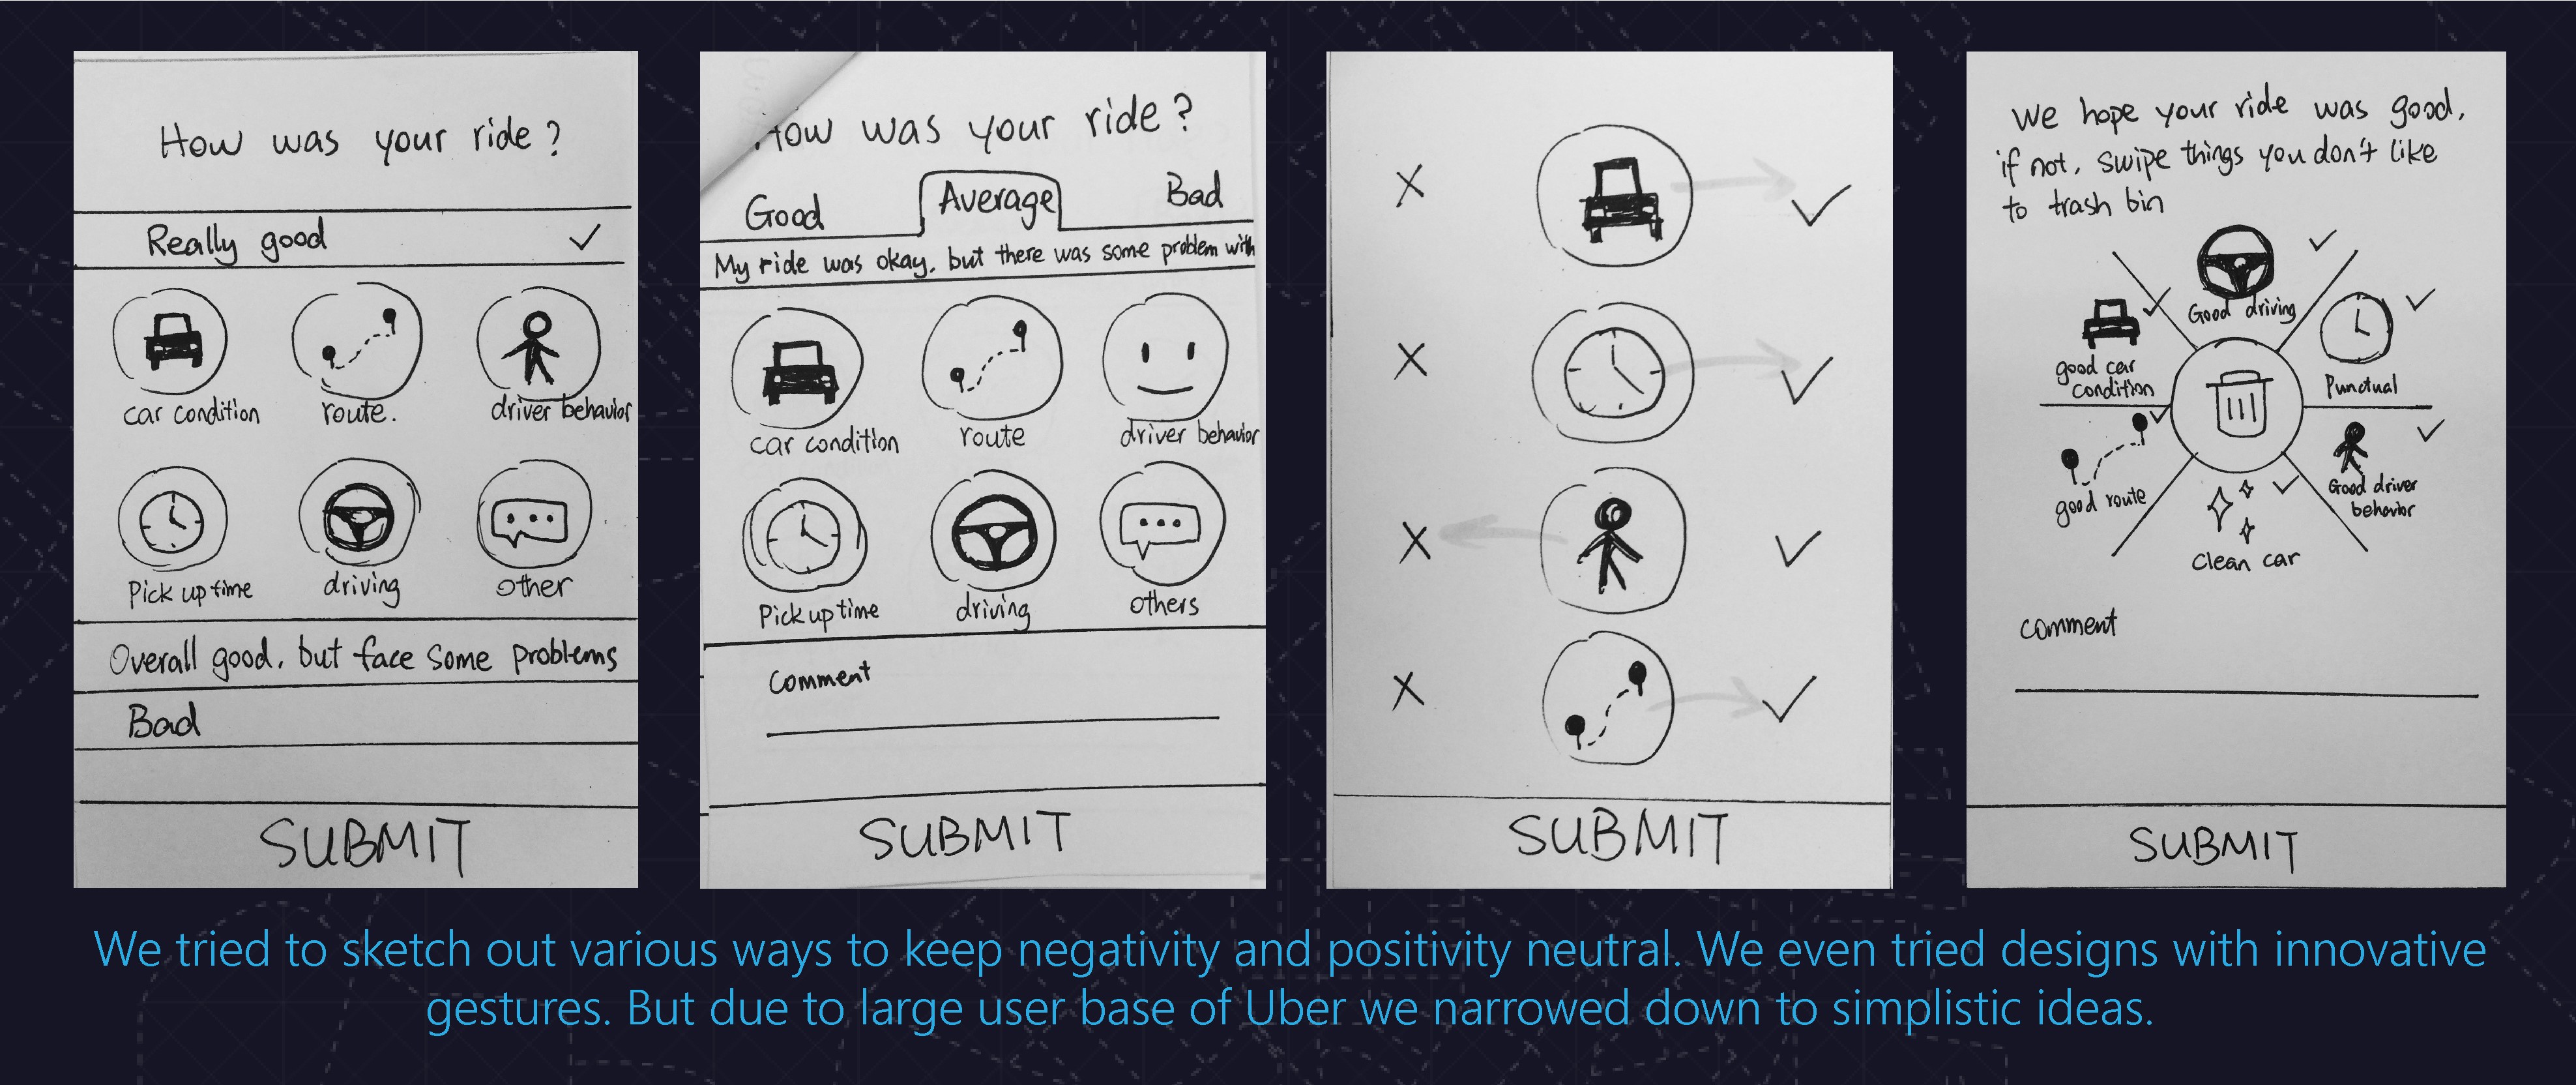 How was your ride?
Really good
car condition
route.
driver behavior
Pick up time
driving
other
Overall good, but face some problems
Bad
SUBMIT
How was your ride?
Good
Average
Bad
My ride was okay, but there was some problem with
car condition
route
driver behavior
Pick up time
driving
others
comment
SUBMIT
SUBMIT
We hope your ride was good,
if not, swipe things you don't like
to trash bin
Good driving
good car
condition
Punctual
good route
Good driver
behavior
Clean car
comment
SUBMIT
We tried to sketch out various ways to keep negativity and positivity neutral. We even tried designs with innovative
gestures. But due to large user base of Uber we narrowed down to simplistic ideas.